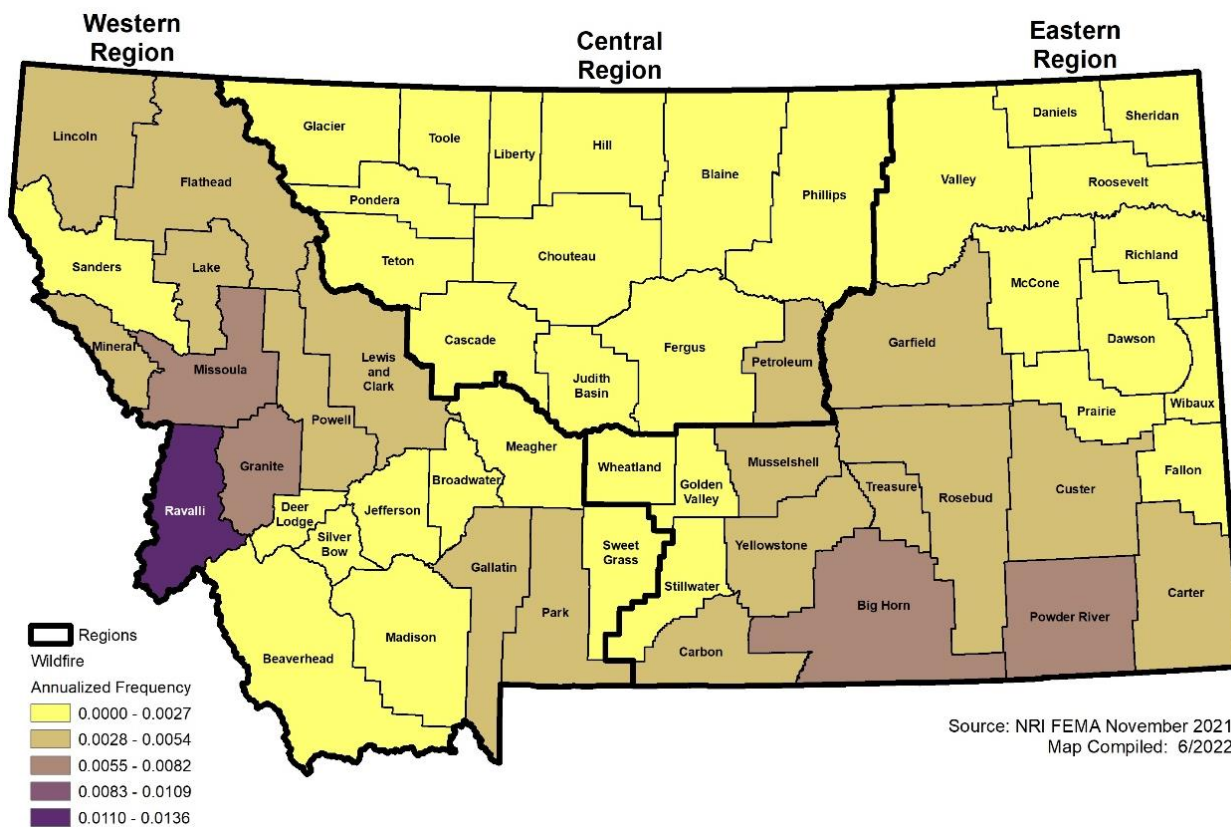 Western
Region
Central
Region
Eastern
Region
Lincoln
Flathead
Glacier
Toole
Liberty
Hill
Blaine
Phillips
Valley
Daniels
Sheridan
Roosevelt
Pondera
Sanders
Lake
Teton
Chouteau
McCone
Richland
Mineral
Missoula
Lewis
and
Clark
Cascade
Judith
Basin
Fergus
Petroleum
Garfield
Dawson
Wibaux
Prairie
Powell
Granite
Ravalli
Meagher
Wheatland
Golden
Valley
Musselshell
Treasure
Rosebud
Custer
Fallon
Deer
Lodge
Silver
Bow
Jefferson
Broadwater
Gallatin
Park
Sweet
Grass
Stillwater
Yellowstone
Big Horn
Powder River
Carter
Carbon
Beaverhead
Madison
Regions
Wildfire
Annualized Frequency
0.0000 - 0.0027
0.0028 - 0.0054
0.0055 - 0.0082
0.0083 - 0.0109
0.0110 - 0.0136
Source: NRI FEMA November 2021
Map Compiled: 6/2022